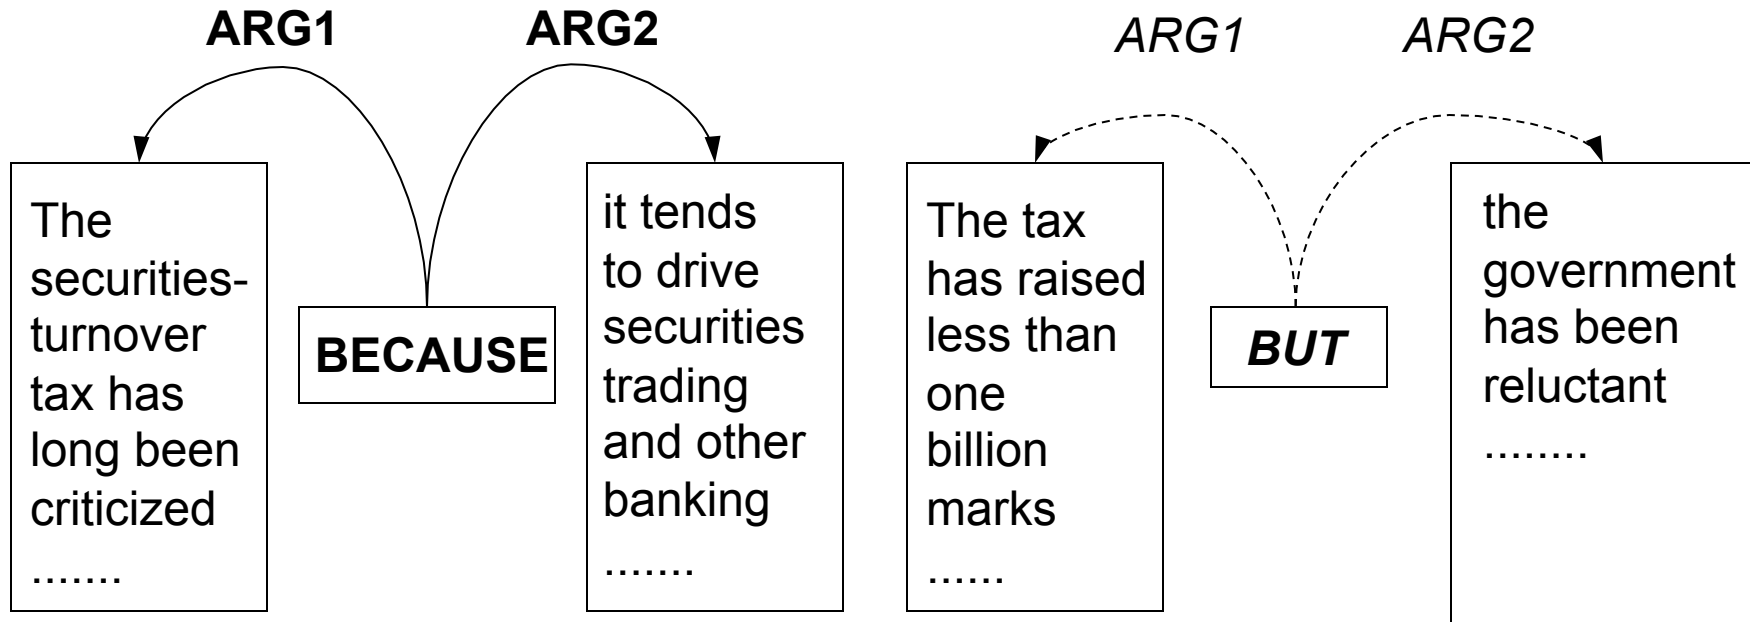 ARG1
ARG2
The
securities-
turnover
tax has
long been
criticized
.......
BECAUSE
it tends
to drive
securities
trading
and other
banking
.......
ARG1
ARG2
The tax
has raised
less than
one
billion
marks
......
BUT
the
government
has been
reluctant
........